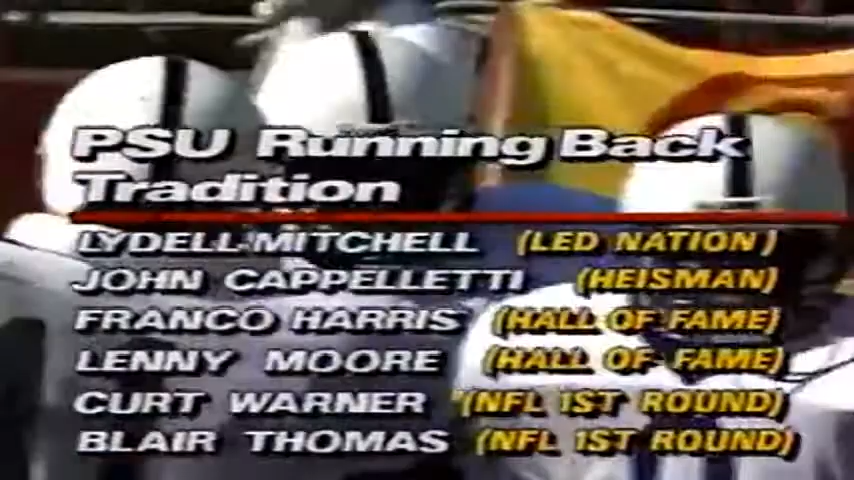 PSU Running Back
Tradition
LYDELL MITCHELL (LED NATION)
JOHN CAPPELLETTI (HEISMAN)
FRANCO HARRIS (HALL OF FAME)
LENNY MOORE (HALL OF FAME)
CURT WARNER (NFL 1ST ROUND)
BLAIR THOMAS (NFL 1ST ROUND)